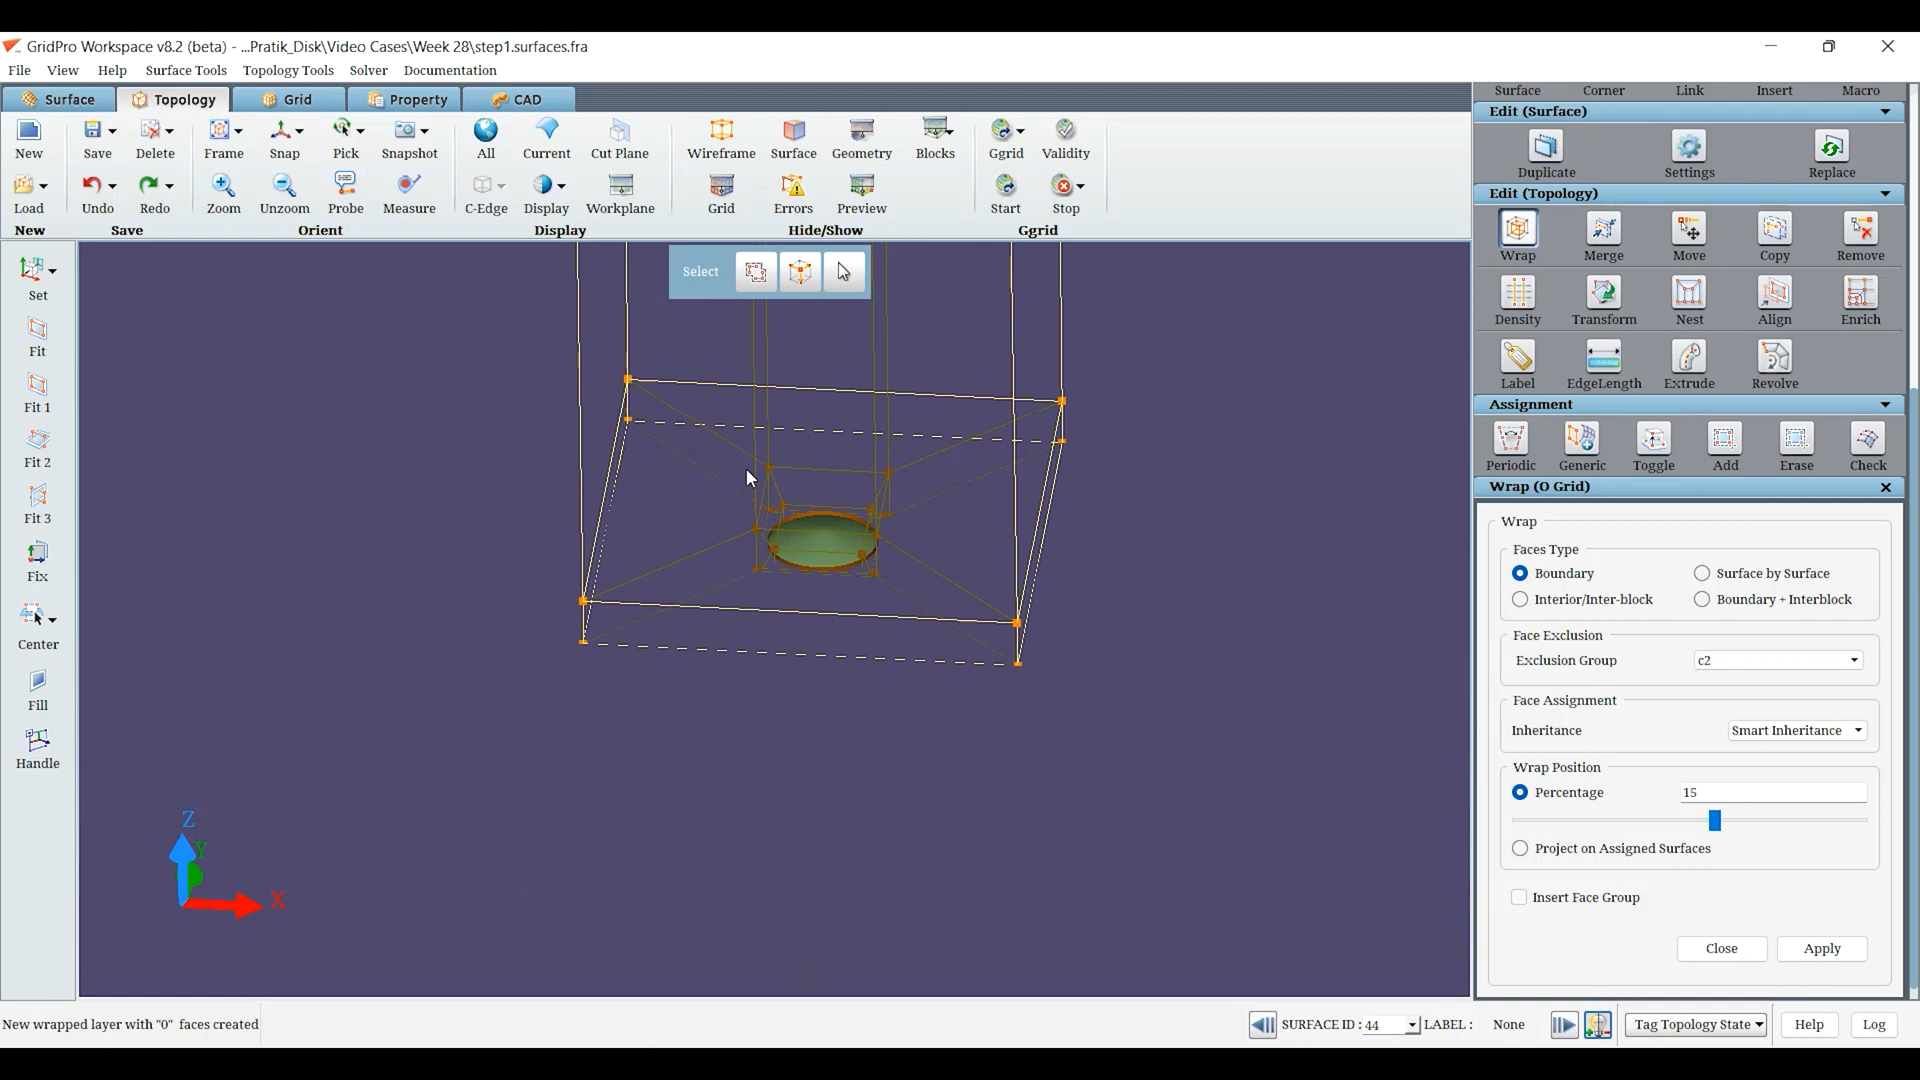 GridPro Workspace v8.2 (beta) - ...Pratik_Disk\Video Cases\Week 28\step1.surfaces.fra
File View Help Surface Tools Topology Tools Solver Documentation
Surface Topology Grid Property CAD
New Save Delete Frame Snap Pick Snapshot All Current Cut Plane Wireframe Surface Geometry Blocks Ggrid Validity
Load Undo Redo Zoom Unzoom Probe Measure C-Edge Display Workplane Grid Errors Preview Start Stop
New Save Orient Display Hide/Show Ggrid
Set
Fit
Fit 1
Fit 2
Fit 3
Fix
Center
Fill
Handle
Select
Z
Y
X
Surface Corner Link Insert Macro
Edit (Surface)
Duplicate Settings Replace
Edit (Topology)
Wrap Merge Move Copy Remove
Density Transform Nest Align Enrich
Label EdgeLength Extrude Revolve
Assignment
Periodic Generic Toggle Add Erase Check
Wrap (O Grid)
Wrap
Faces Type
Boundary Surface by Surface
Interior/Inter-block Boundary + Interblock
Face Exclusion
Exclusion Group c2
Face Assignment
Inheritance Smart Inheritance
Wrap Position
Percentage 15
Project on Assigned Surfaces
Insert Face Group
Close Apply
New wrapped layer with "0" faces created
SURFACE ID : 44 LABEL : None Tag Topology State Help Log